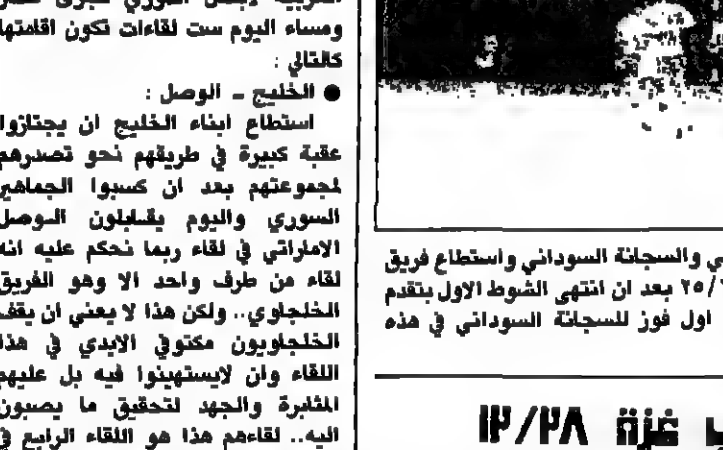 ومساء اليوم ست لقاءات تكون اقامتها
كالتالي :
● الخليج ـ الوصل :
استطاع ابناء الخليج ان يجتازوا
عقبة كبيرة في طريقهم نحو تصدرهم
لمجموعتهم بعد ان كسبوا الجماهير
السوري واليوم يقابلون الوصل
الاماراتي في لقاء ربما نحكم عليه انه
لقاء من طرف واحد الا وهو الفريق
الخلجاوي.. ولكن هذا لا يعني ان يقف
الخلجاويون مكتوفي الايدي في هذا
اللقاء وان لايستهينوا فيه بل عليهم
المثابرة والجهد لتحقيق ما يصبون
اليه.. لقاءهم هذا هو اللقاء الرابع في
والسجانة السوداني واستطاع فريق
بعد ان انتهى الشوط الاول بتقدم
اول فوز للسجانة السوداني في هذه
غزة ١٢/٢٨